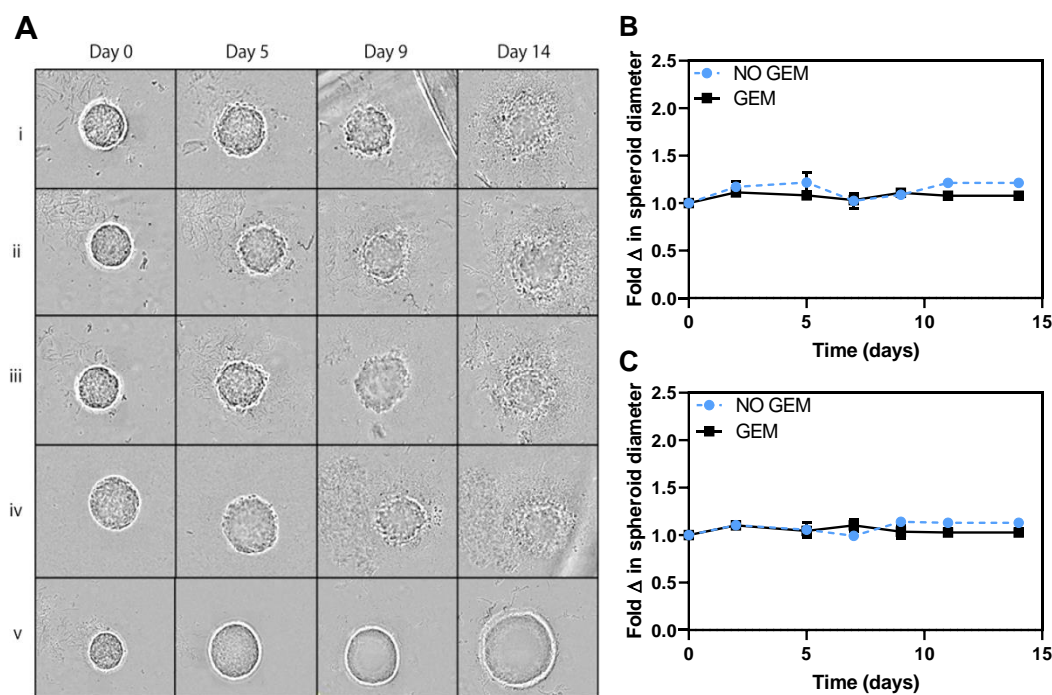 A
Day 0 Day 5 Day 9 Day 14
i
ii
iii
iv
v
B
Fold Δ in spheroid diameter
2.5
2.0
1.5
1.0
0.5
0.0
NO GEM
GEM
0 5 10 15
Time (days)
C
Fold Δ in spheroid diameter
2.5
2.0
1.5
1.0
0.5
0.0
NO GEM
GEM
0 5 10 15
Time (days)